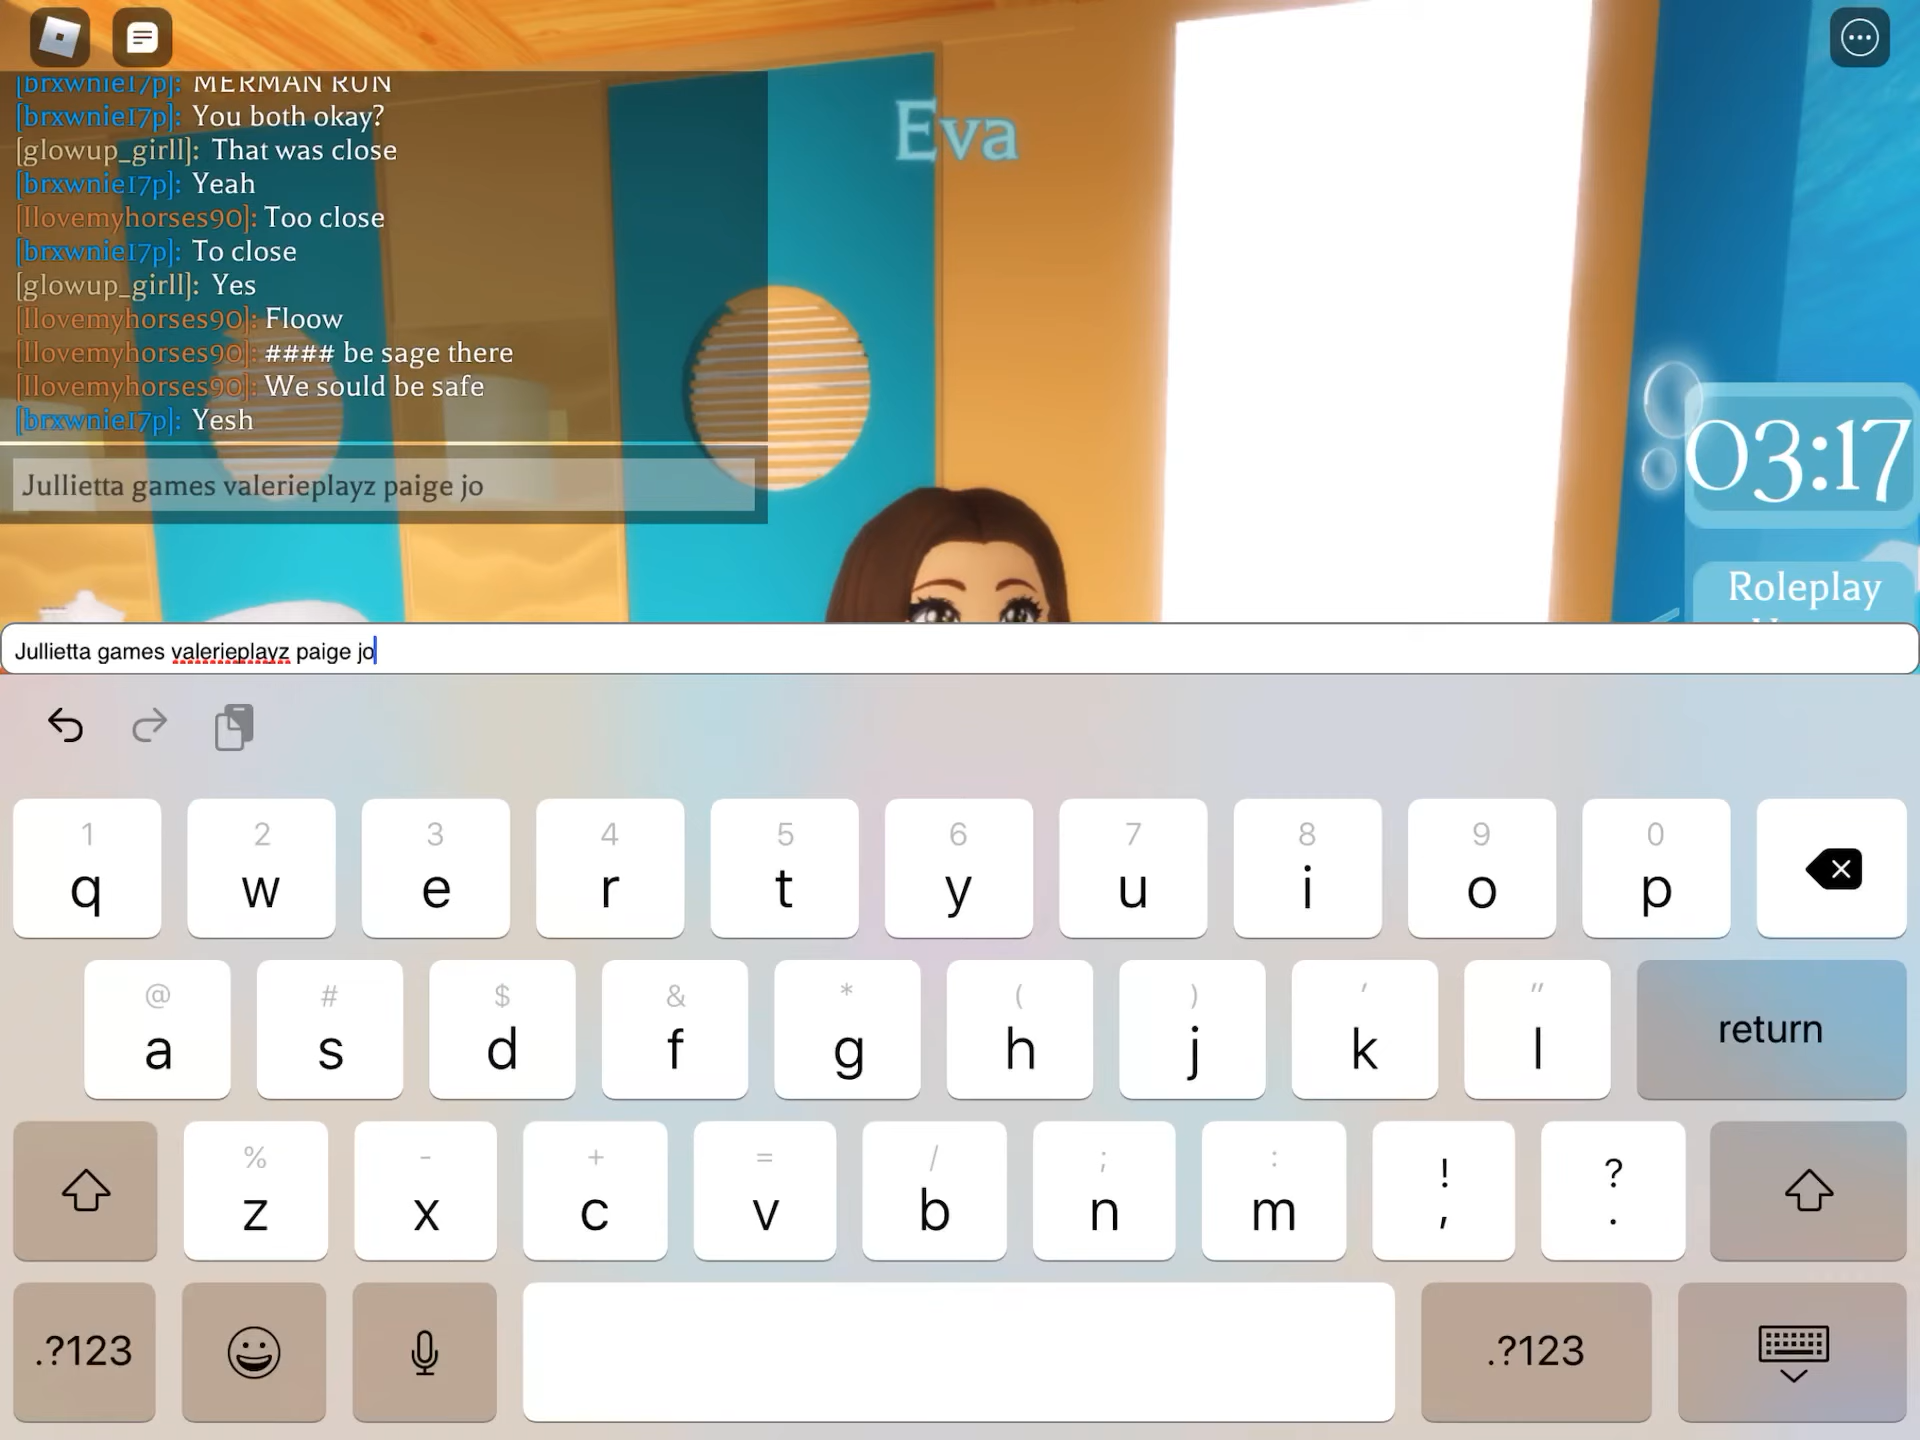 [brxwnie17p]: MERMAN RUN
[brxwnie17p]: You both okay?
[glowup_girll]: That was close
[brxwnie17p]: Yeah
[Ilovemyhorses90]: Too close
[brxwnie17p]: To close
[glowup_girll]: Yes
[Ilovemyhorses90]: Floow
[Ilovemyhorses90]: #### be sage there
[Ilovemyhorses90]: We sould be safe
[brxwnie17p]: Yesh
Jullietta games valerieplayz paige jo
Eva
03:17
Roleplay
Jullietta games valerieplayz paige jo
1 2 3 4 5 6 7 8 9 0
q w e r t y u i o p
@ # $ & * ( ) ' "
a s d f g h j k l return
% - + = / ; : ! ?
z x c v b n m , .
.?123 .?123